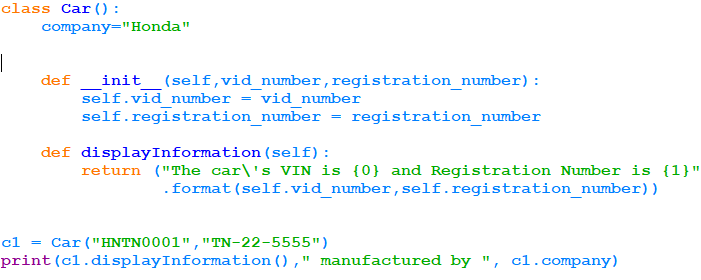 class Car():
    company="Honda"
    def __init__(self,vid_number,registration_number):
        self.vid_number = vid_number
        self.registration_number = registration_number
    def displayInformation(self):
        return ("The car\'s VIN is {0} and Registration Number is {1}"
                .format(self.vid_number,self.registration_number))
c1 = Car("HNTN0001","TN-22-5555")
print(c1.displayInformation()," manufactured by ", c1.company)